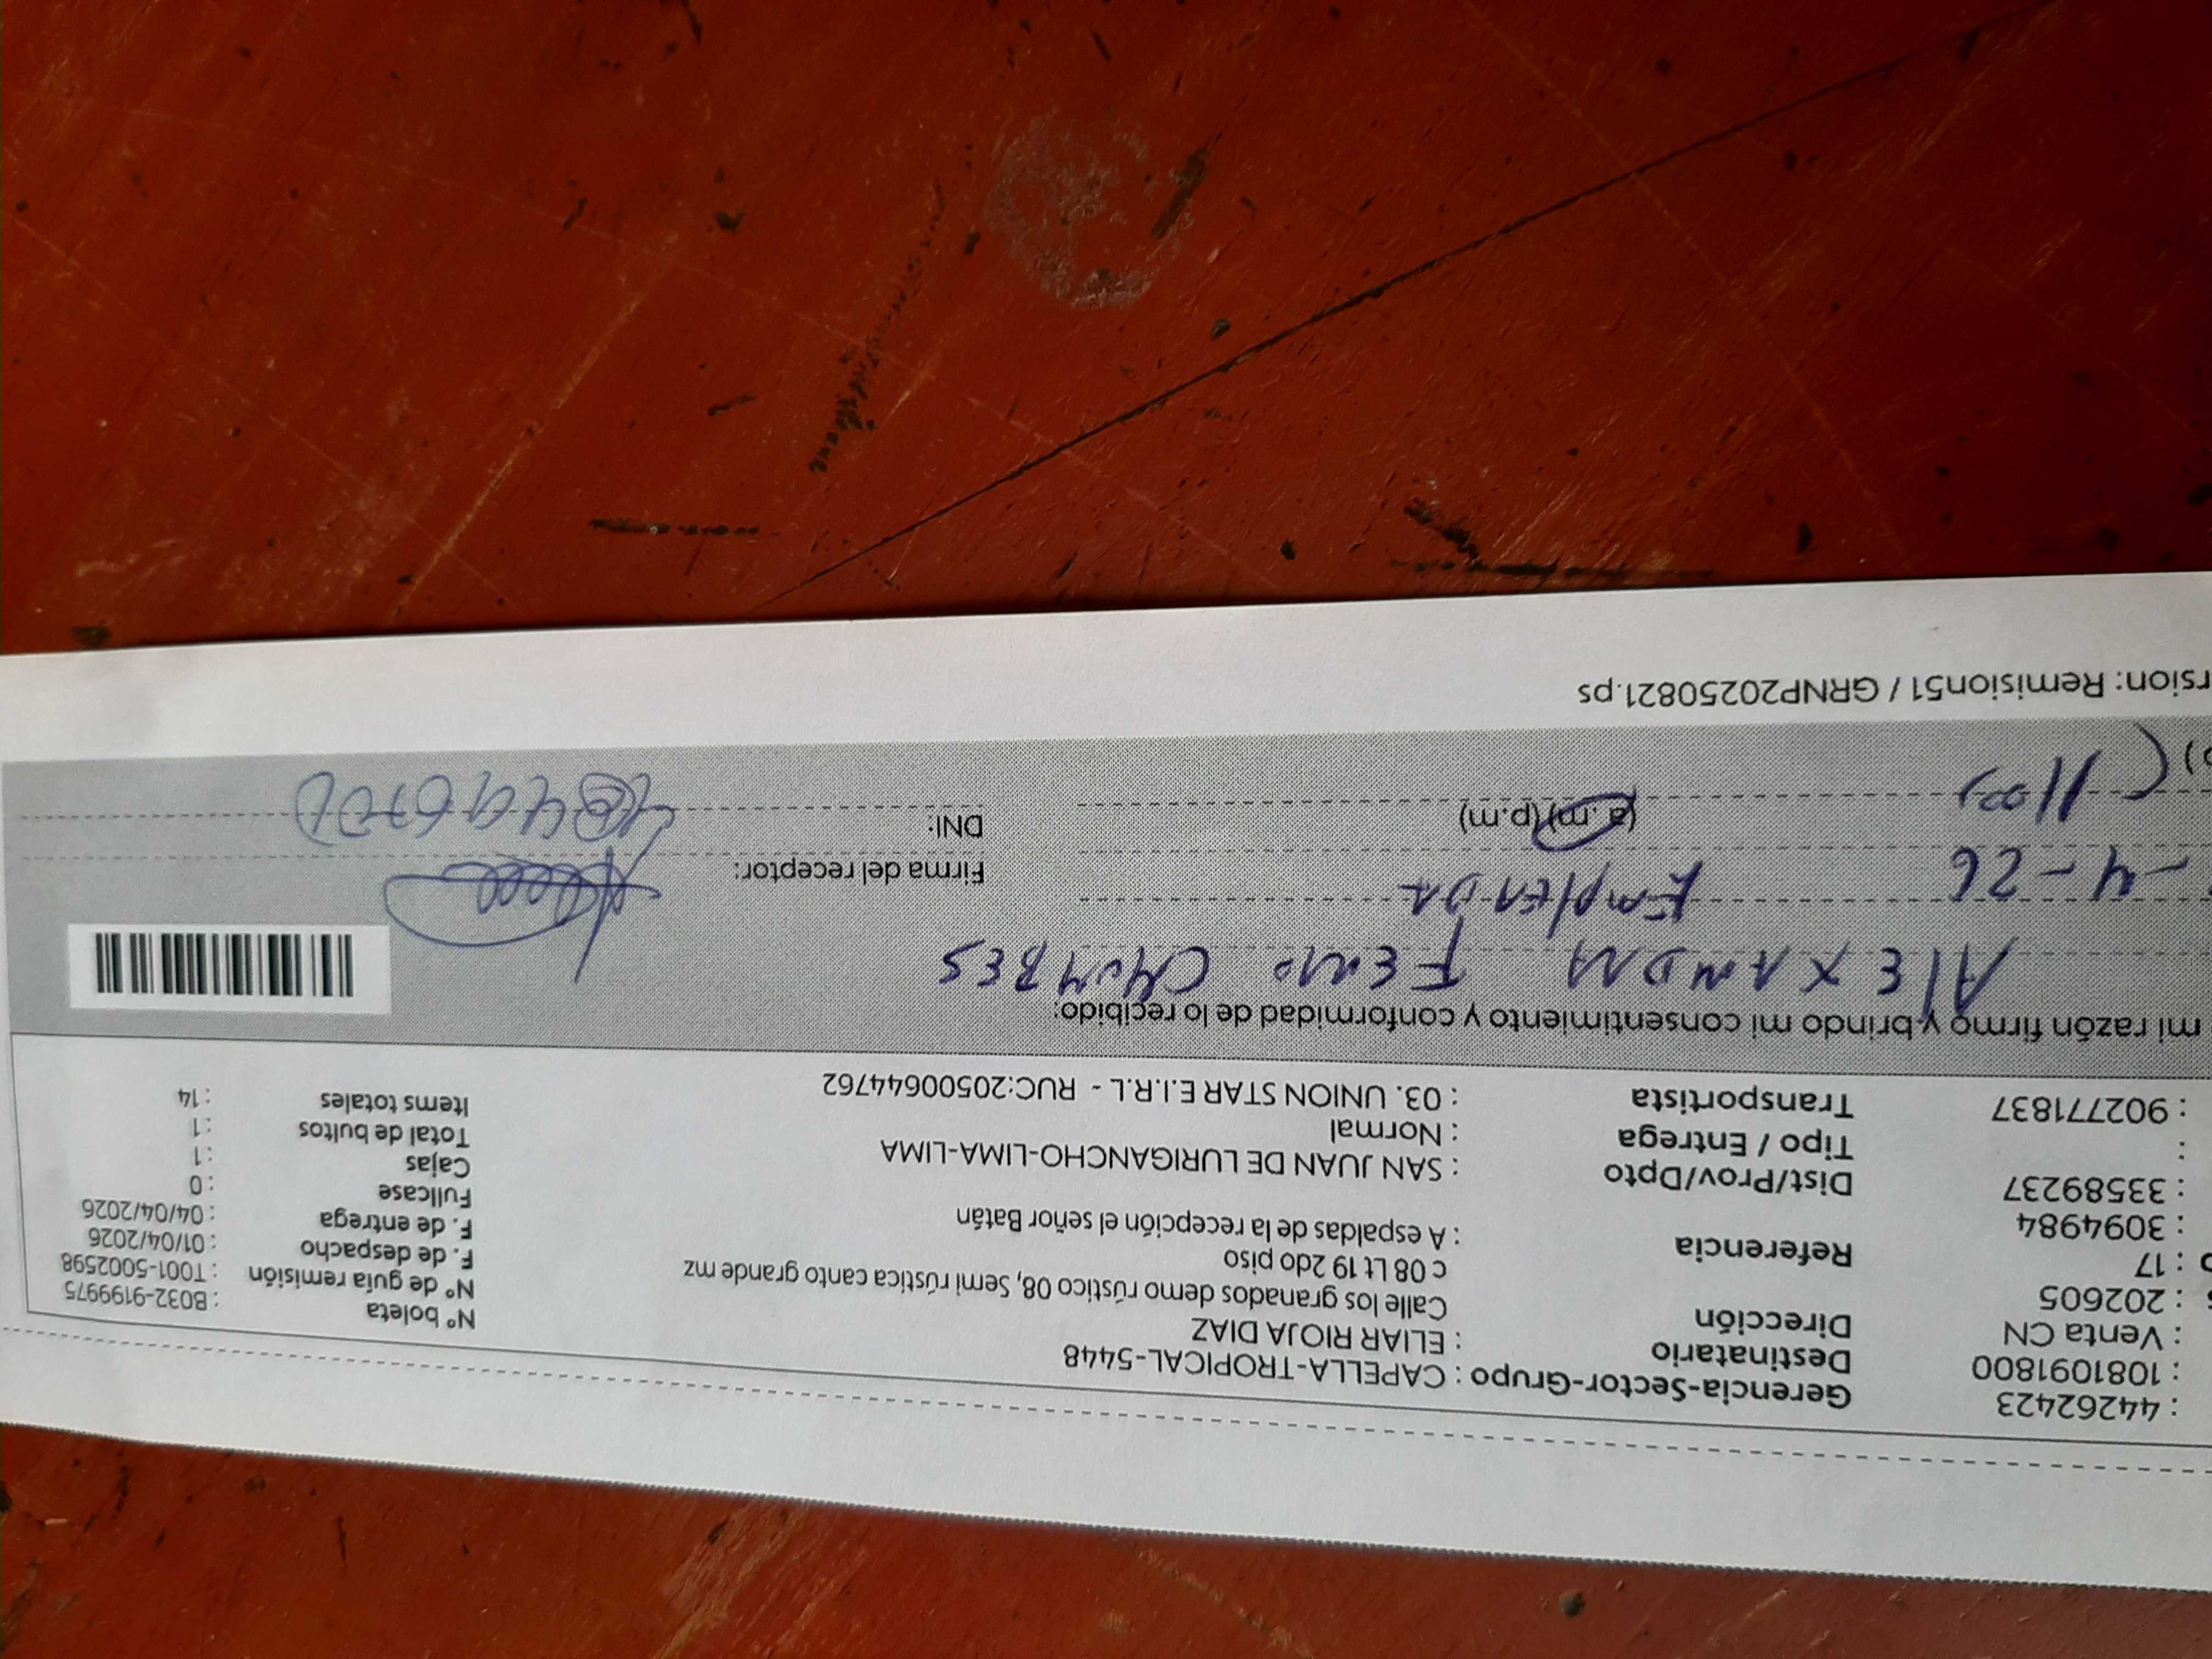 : 44262423 Gerencia-Sector-Grupo : CAPELLA-TROPICAL-5448
: 1081091800 Destinatario : ELIAR RIOJA DIAZ
: Venta CN Dirección Calle los granados demo rústico 08, Semi rústica canto grande mz
: 202605 c 08 Lt 19 2do piso
: 17 Referencia : A espaldas de la recepción el señor Batán
: 3094984
: 33589237 Dist/Prov/Dpto : SAN JUAN DE LURIGANCHO-LIMA-LIMA
: Tipo / Entrega : Normal
: 902771837 Transportista : 03. UNION STAR E.I.R.L - RUC:20500644762
N° boleta : B032-9199975
N° de guía remisión : T001-5002598
F. de despacho : 01/04/2026
F. de entrega : 04/04/2026
Fullcase : 0
Cajas : 1
Total de bultos : 1
Items totales : 14
mi razón firmo y brindo mi consentimiento y conformidad de lo recibido:
AlEXANDRA CHUMBES
-4-26 EmplEADA Firma del receptor:
1100 (a.m) (p.m) DNI:
rsion: Remision51 / GRNP20250821.ps